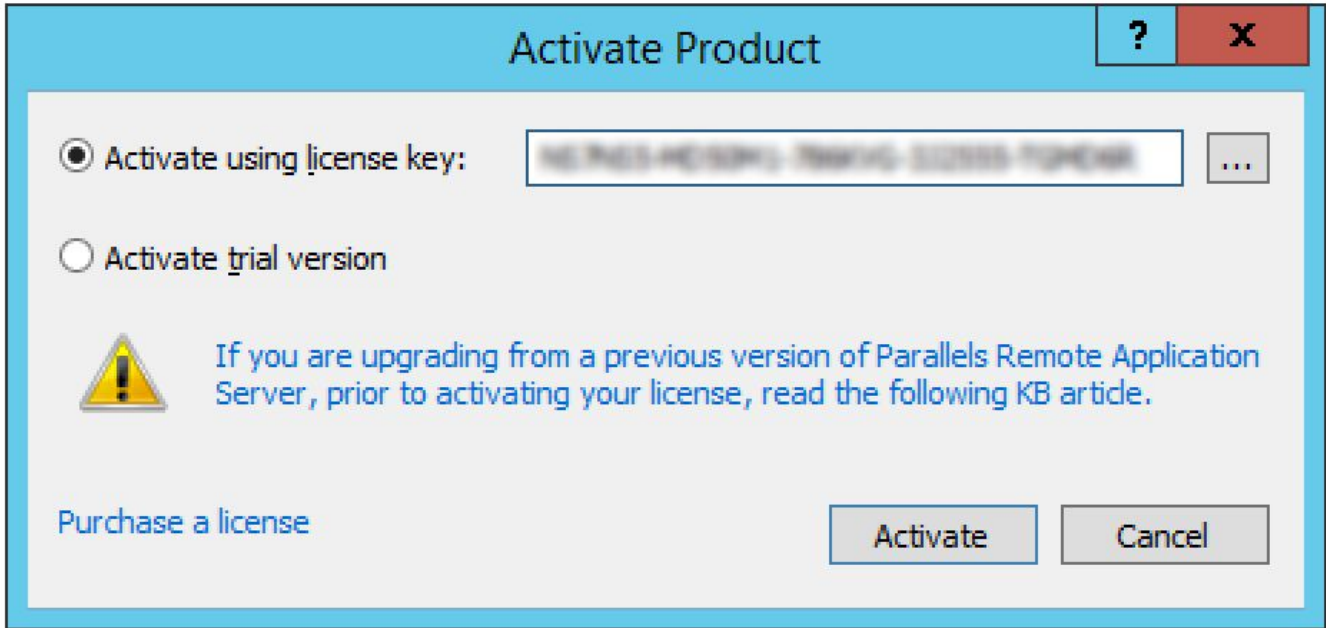 Activate Product
?
x
Activate using license key:
...
Activate trial version
!
If you are upgrading from a previous version of Parallels Remote Application
Server, prior to activating your license, read the following KB article.
Purchase a license
Activate
Cancel